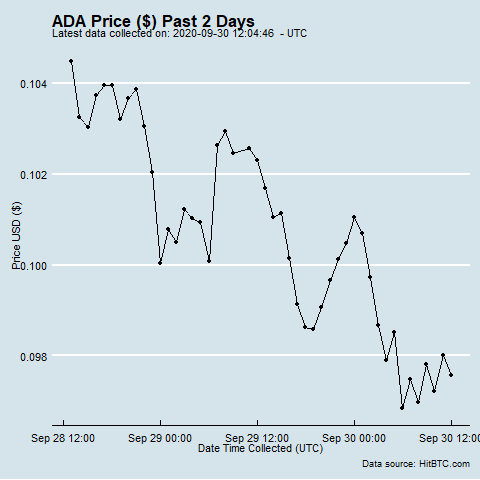 ADA Price ($) Past 2 Days
Latest data collected on: 2020-09-30 12:04:46  - UTC
0.104
0.102
0.100
0.098
Price USD ($)
Sep 28 12:00
Sep 29 00:00
Sep 29 12:00
Sep 30 00:00
Sep 30 12:00
Date Time Collected (UTC)
Data source: HitBTC.com